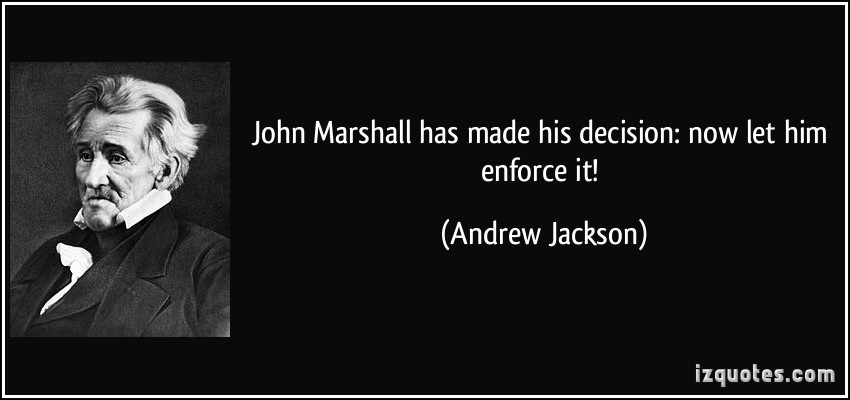 John Marshall has made his decision: now let him
enforce it!
(Andrew Jackson)
izquotes.com